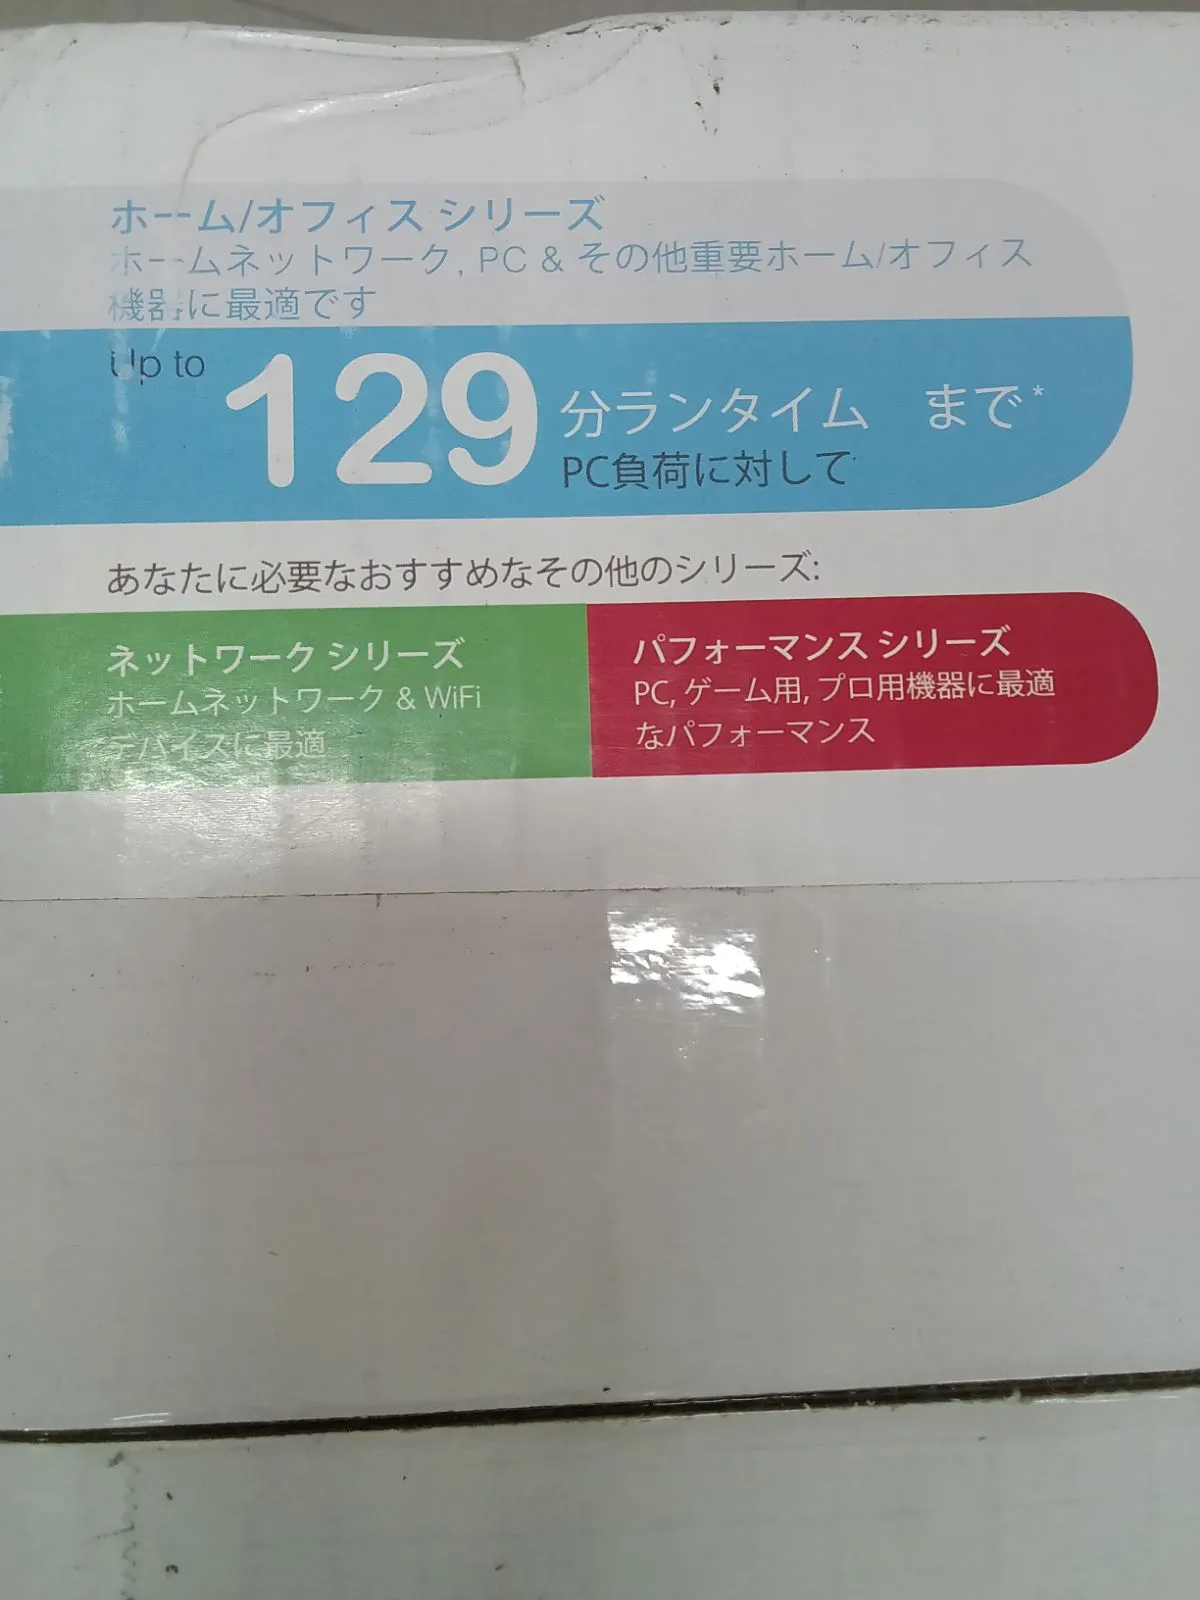 ホーム/オフィス シリーズ
ホームネットワーク, PC & その他重要ホーム/オフィス
機器に最適です
Up to
129 分ランタイム まで*
PC負荷に対して
あなたに必要なおすすめなその他のシリーズ:
ネットワーク シリーズ
ホームネットワーク & WiFi
デバイスに最適
パフォーマンス シリーズ
PC, ゲーム用, プロ用機器に最適
なパフォーマンス